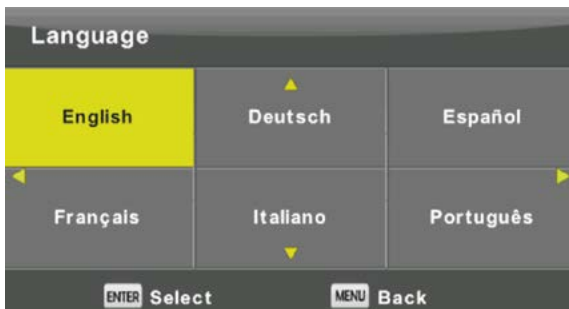 Language
English Deutsch Español
Français Italiano Português
ENTER Select MENU Back